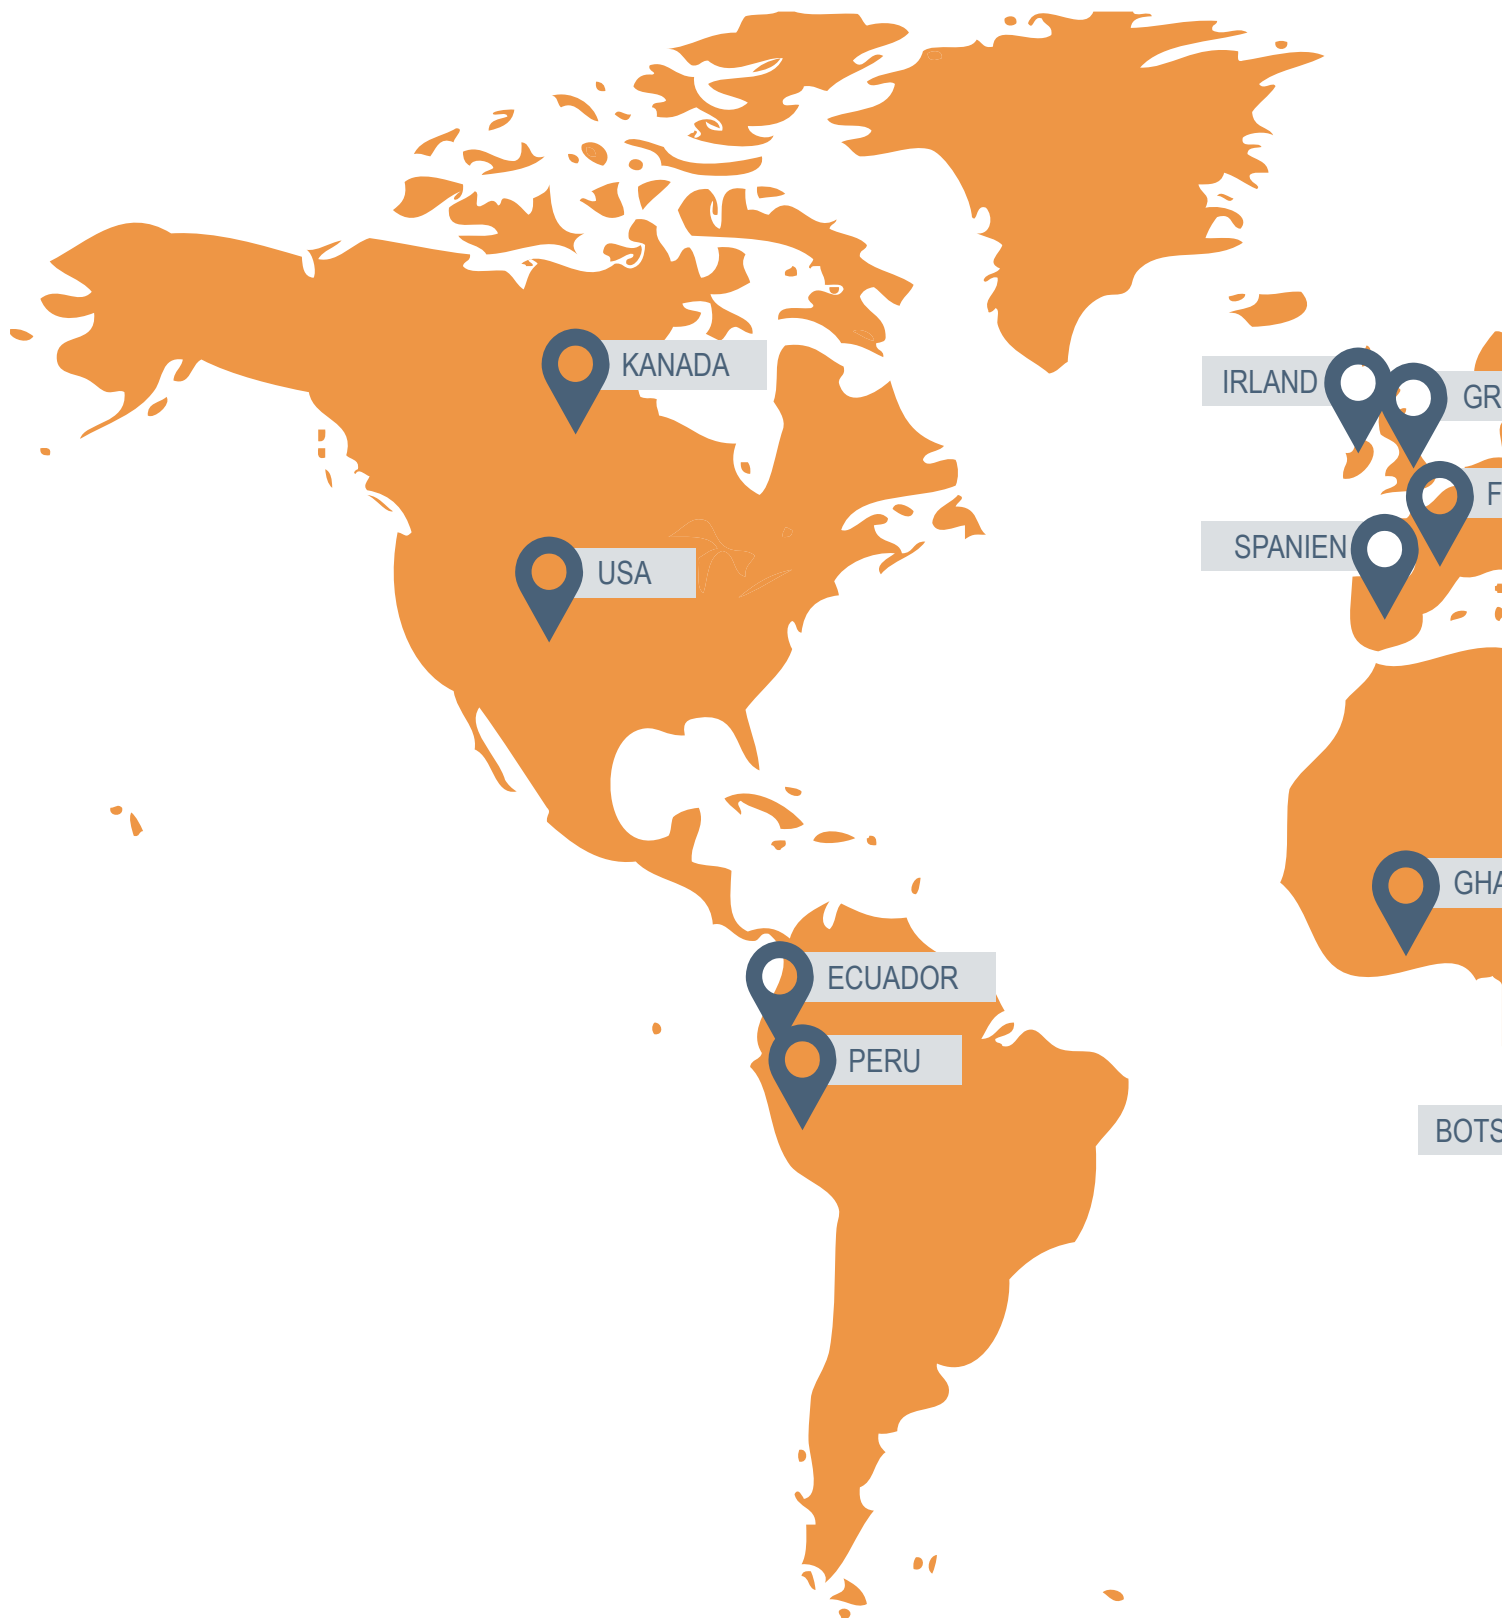 KANADA
IRLAND
GR
F
SPANIEN
USA
GHA
ECUADOR
PERU
BOTS